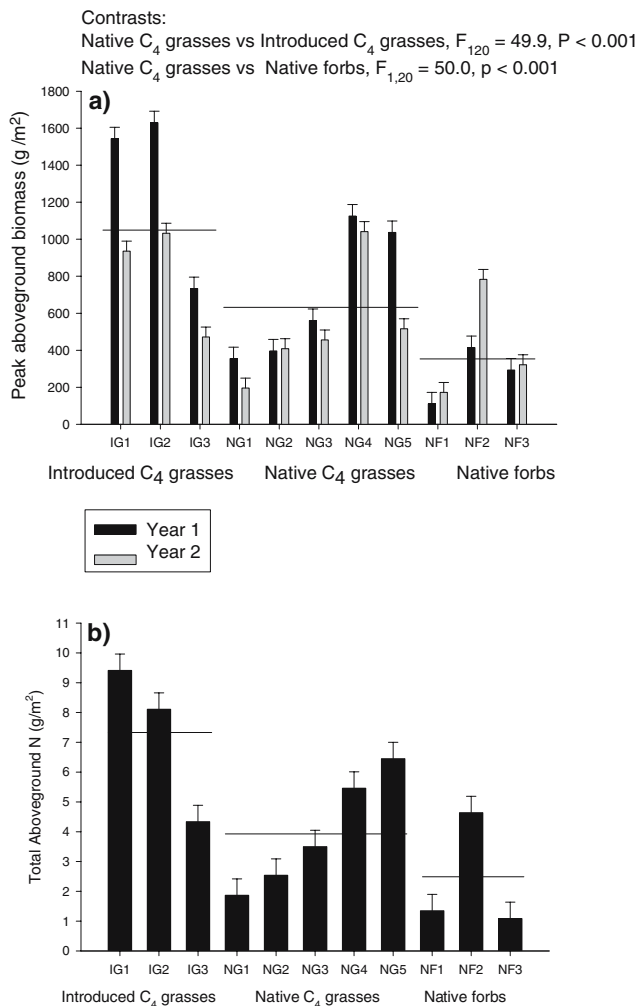 Contrasts:
Native C₄ grasses vs Introduced C₄ grasses, F₁₂₀ = 49.9, P < 0.001
Native C₄ grasses vs Native forbs, F₁,₂₀ = 50.0, p < 0.001
a)
Peak aboveground biomass (g /m²)
1800
1600
1400
1200
1000
800
600
400
200
0
IG1 IG2 IG3 NG1 NG2 NG3 NG4 NG5 NF1 NF2 NF3
Introduced C₄ grasses Native C₄ grasses Native forbs
Year 1
Year 2
b)
Total Aboveground N (g/m²)
11
10
9
8
7
6
5
4
3
2
1
0
IG1 IG2 IG3 NG1 NG2 NG3 NG4 NG5 NF1 NF2 NF3
Introduced C₄ grasses Native C₄ grasses Native forbs